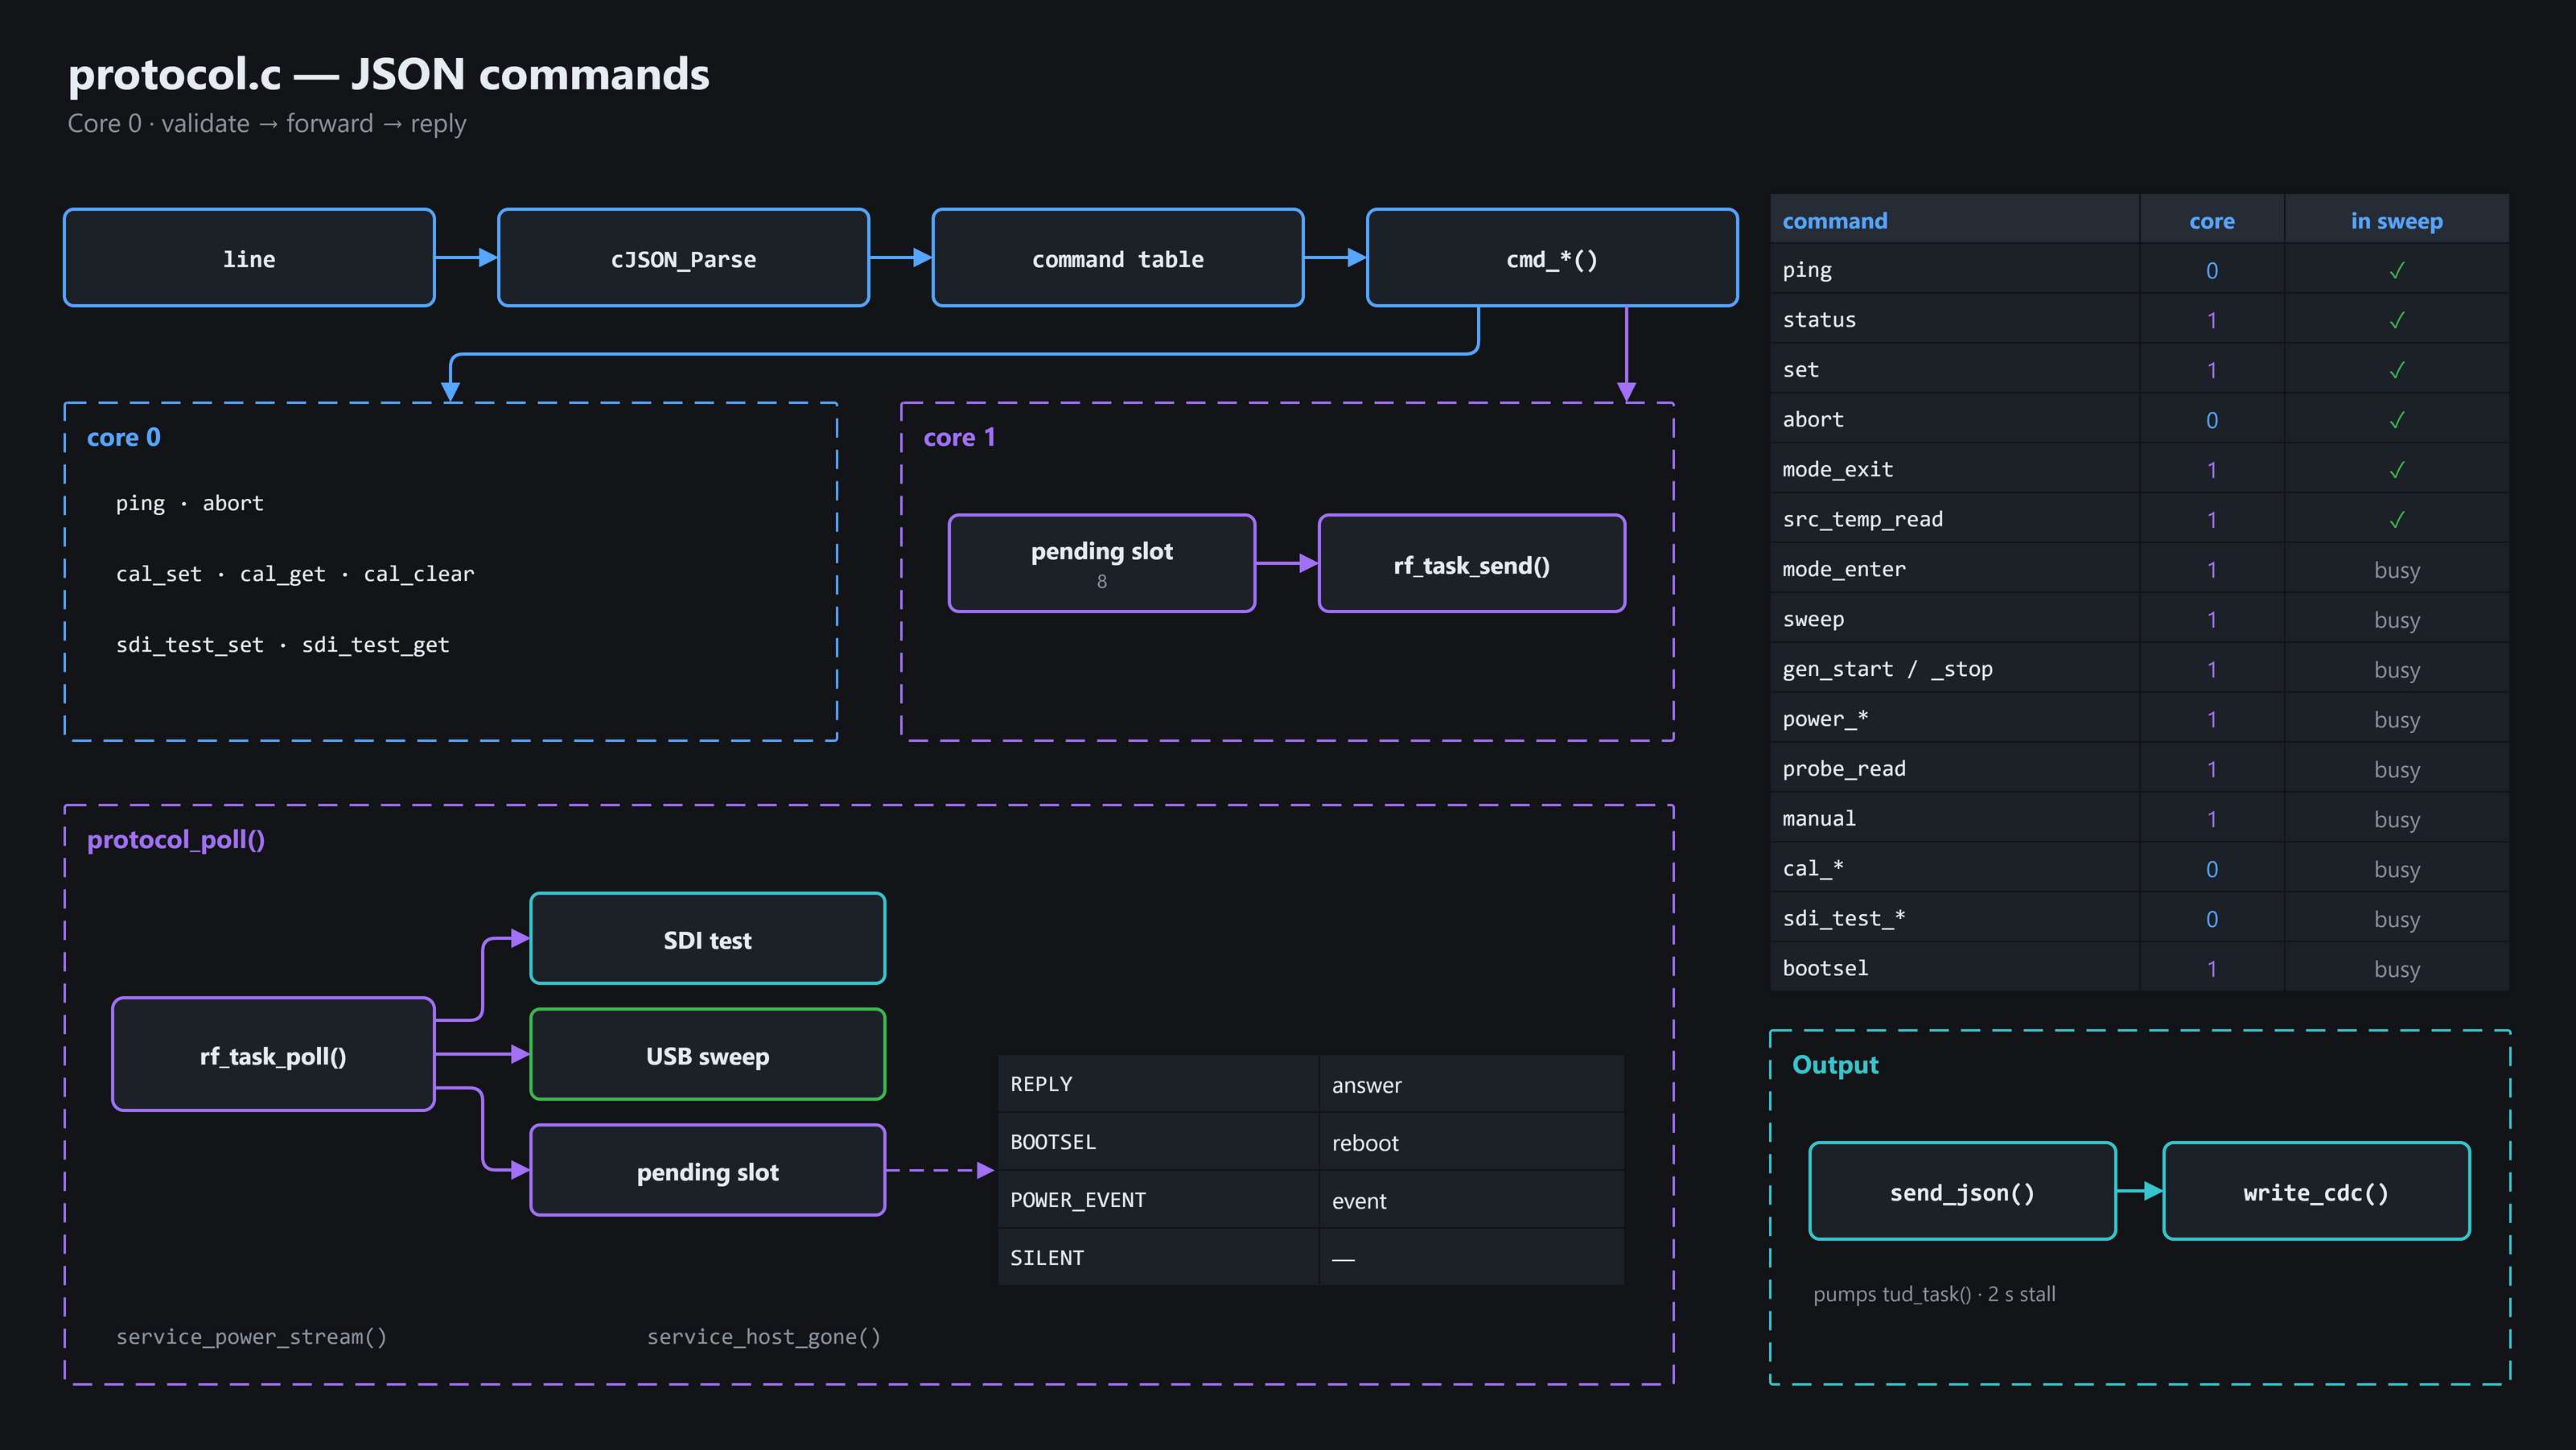 protocol.c — JSON commands
Core 0 · validate → forward → reply
line
cJSON_Parse
command table
cmd_*()
core 0
ping · abort
cal_set · cal_get · cal_clear
sdi_test_set · sdi_test_get
core 1
pending slot
8
rf_task_send()
protocol_poll()
rf_task_poll()
SDI test
USB sweep
pending slot
REPLY answer
BOOTSEL reboot
POWER_EVENT event
SILENT —
service_power_stream()
service_host_gone()
command core in sweep
ping 0 ✓
status 1 ✓
set 1 ✓
abort 0 ✓
mode_exit 1 ✓
src_temp_read 1 ✓
mode_enter 1 busy
sweep 1 busy
gen_start / _stop 1 busy
power_* 1 busy
probe_read 1 busy
manual 1 busy
cal_* 0 busy
sdi_test_* 0 busy
bootsel 1 busy
Output
send_json()
write_cdc()
pumps tud_task() · 2 s stall